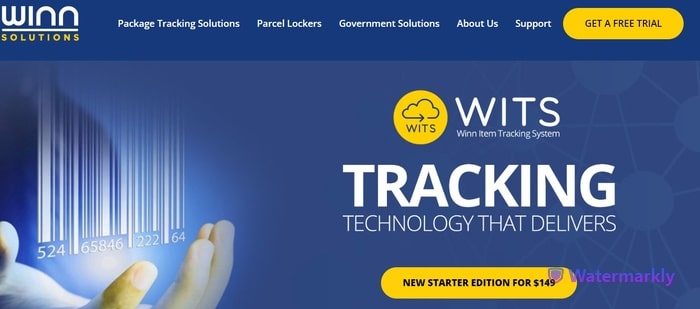 WINN
SOLUTIONS
Package Tracking Solutions
Parcel Lockers
Government Solutions
About Us
Support
GET A FREE TRIAL
WITS
WITS
Winn Item Tracking System
TRACKING
TECHNOLOGY THAT DELIVERS
524 65846 222 64
NEW STARTER EDITION FOR $149
Watermarkly